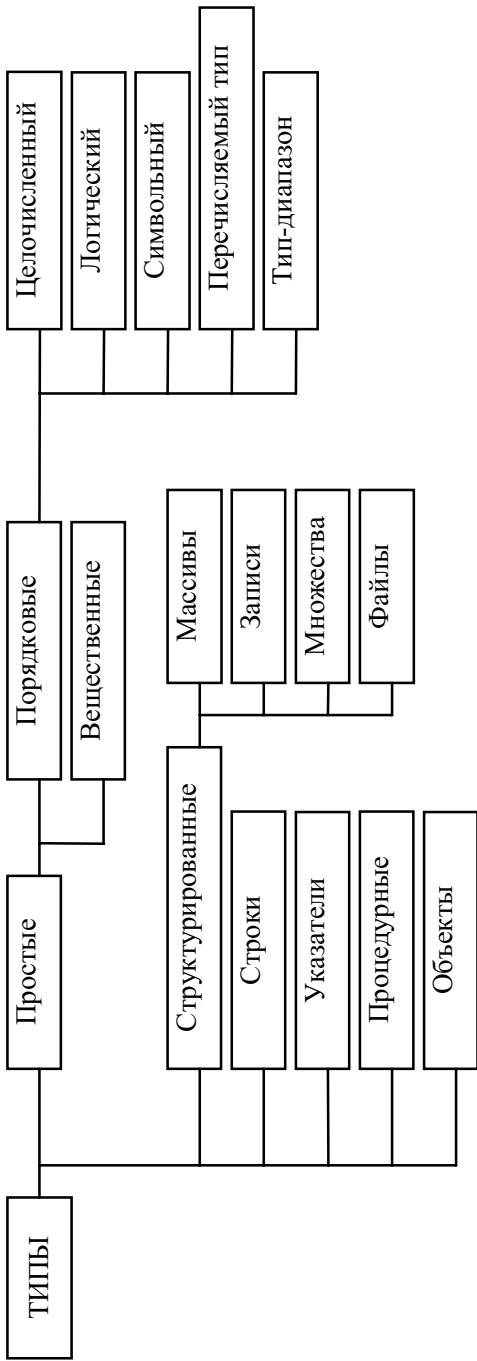 ТИПЫ
Простые
Порядковые
Целочисленный
Логический
Символьный
Перечисляемый тип
Тип-диапазон
Вещественные
Структурированные
Массивы
Записи
Множества
Файлы
Строки
Указатели
Процедурные
Объекты